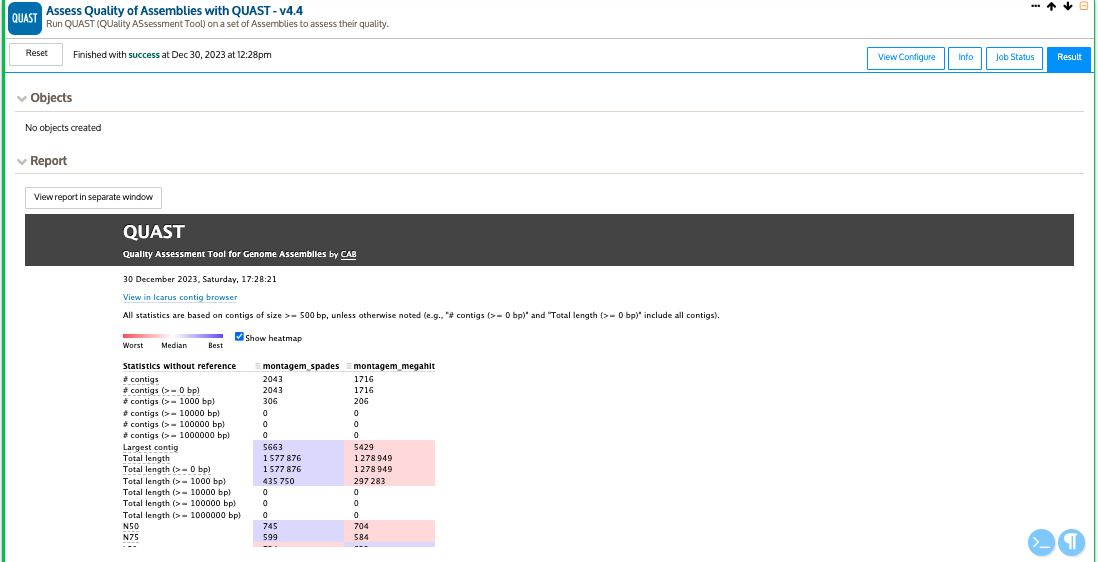 QUAST
Assess Quality of Assemblies with QUAST - v4.4
Run QUAST (QUality ASsessment Tool) on a set of Assemblies to assess their quality.
Reset
Finished with success at Dec 30, 2023 at 12:28pm
View Configure
Info
Job Status
Result
Objects
No objects created
Report
View report in separate window
QUAST
Quality Assessment Tool for Genome Assemblies by CAB
30 December 2023, Saturday, 17:28:21
View in Icarus contig browser
All statistics are based on contigs of size >= 500 bp, unless otherwise noted (e.g., "# contigs (>= 0 bp)" and "Total length (>= 0 bp)" include all contigs).
Worst Median Best
Show heatmap
Statistics without reference montagem_spades montagem_megahit
# contigs 2043 1716
# contigs (>= 0 bp) 2043 1716
# contigs (>= 1000 bp) 306 206
# contigs (>= 10000 bp) 0 0
# contigs (>= 100000 bp) 0 0
# contigs (>= 1000000 bp) 0 0
Largest contig 5663 5429
Total length 1 577 876 1 278 949
Total length (>= 0 bp) 1 577 876 1 278 949
Total length (>= 1000 bp) 435 750 297 283
Total length (>= 10000 bp) 0 0
Total length (>= 100000 bp) 0 0
Total length (>= 1000000 bp) 0 0
N50 745 704
N75 599 584